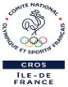 COMITÉ NATIONAL
OLYMPIQUE ET SPORTIF FRANÇAIS
CROS
ÎLE-DE
FRANCE